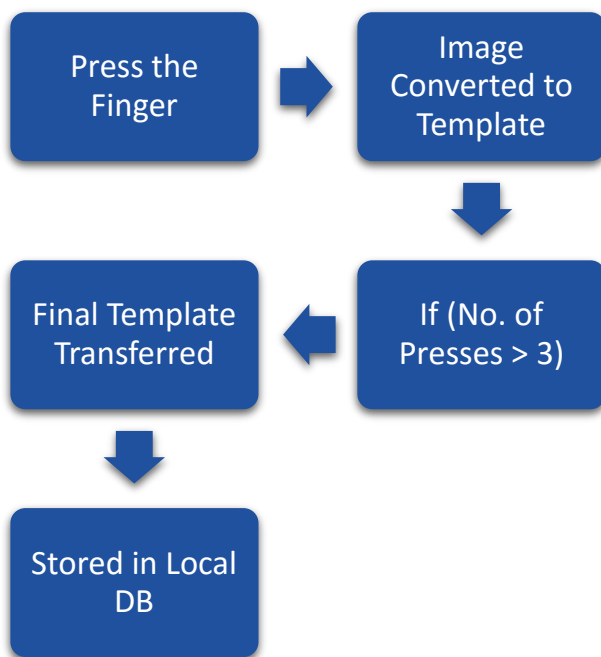 Press the
Finger
Image
Converted to
Template
If (No. of
Presses > 3)
Final Template
Transferred
Stored in Local
DB